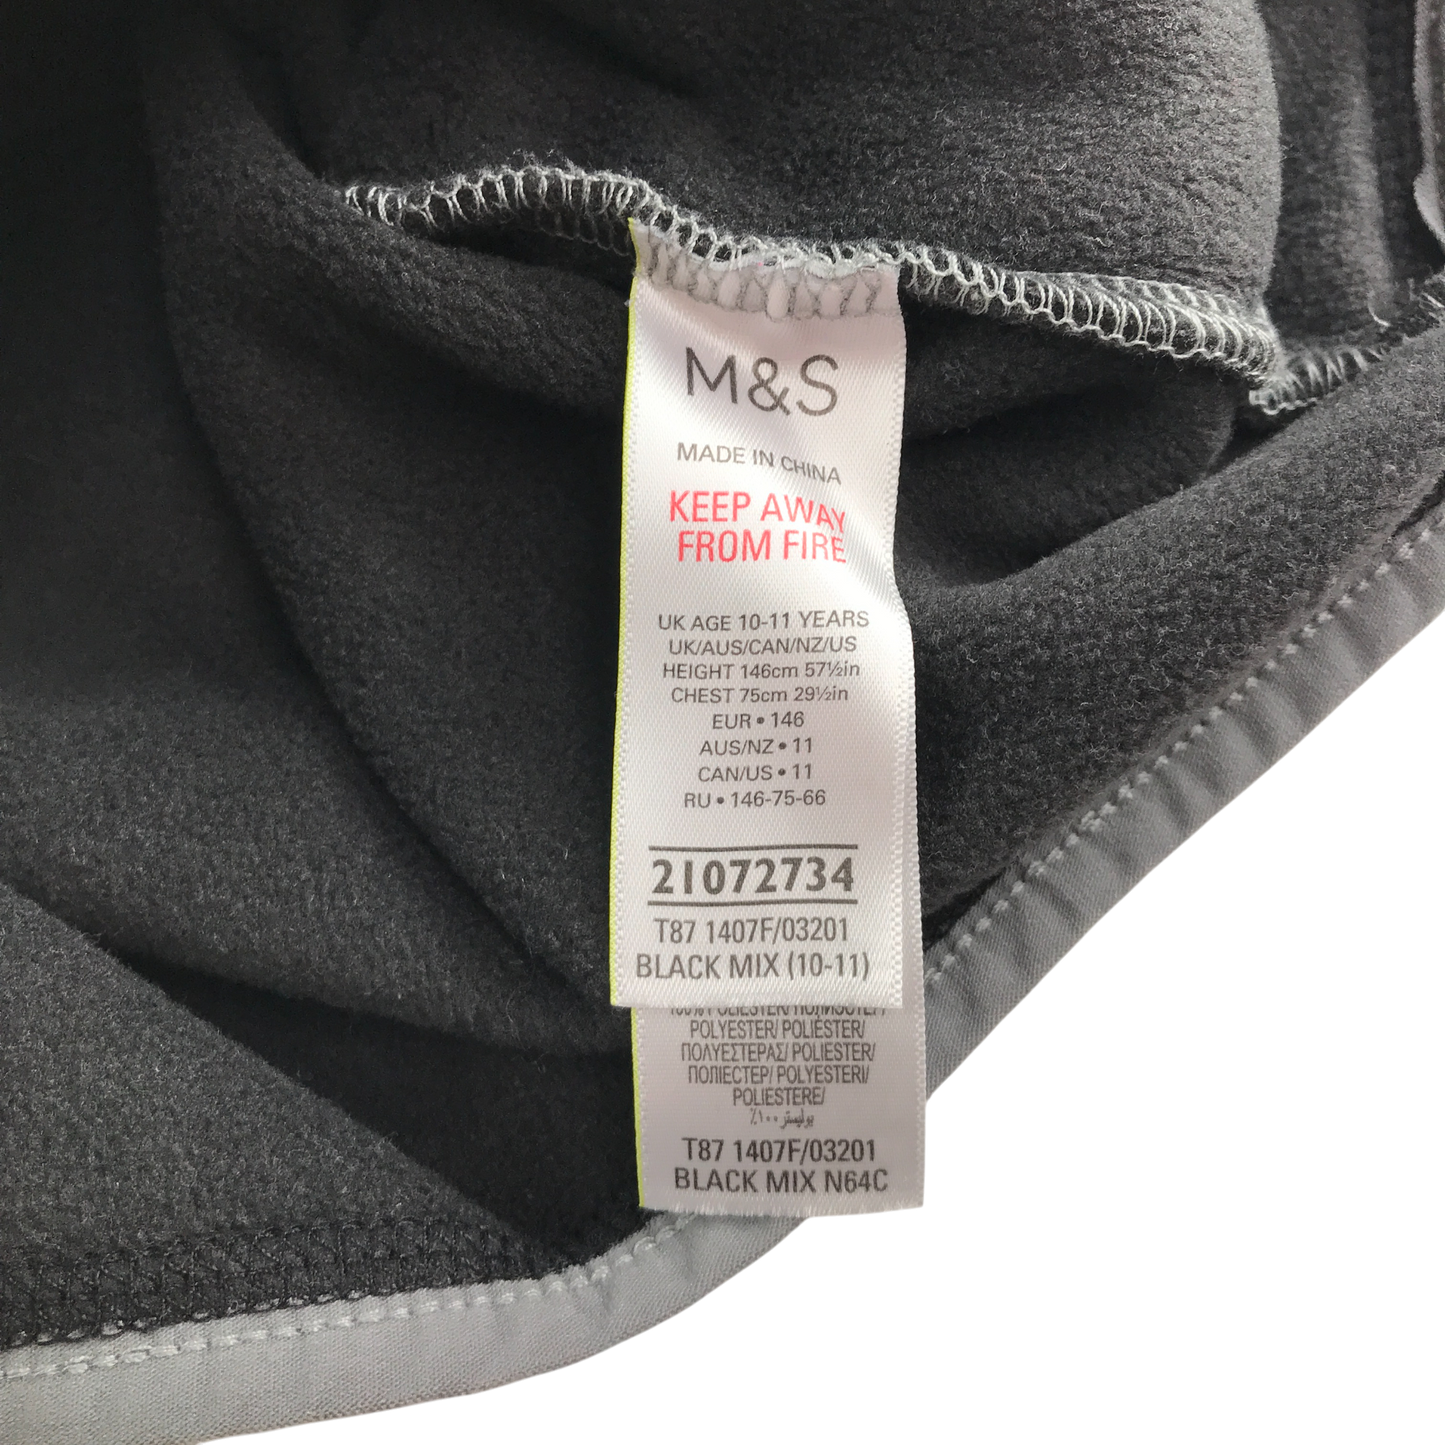 M&S
MADE IN CHINA
KEEP AWAY
FROM FIRE
UK AGE 10-11 YEARS
UK/AUS/CAN/NZ/US
HEIGHT 146cm 57½in
CHEST 75cm 29½in
EUR • 146
AUS/NZ • 11
CAN/US • 11
RU • 146-75-66
21072734
T87 1407F/03201
BLACK MIX (10-11)
POLYESTER/ POLIÉSTER/
ΠΟΛΥΕΣΤΕΡΑΣ/ POLIESTER/
ПОЛІЕСТЕР/ POLYESTERI/
POLIESTERE/
٪١٠٠ بوليستر
T87 1407F/03201
BLACK MIX N64C